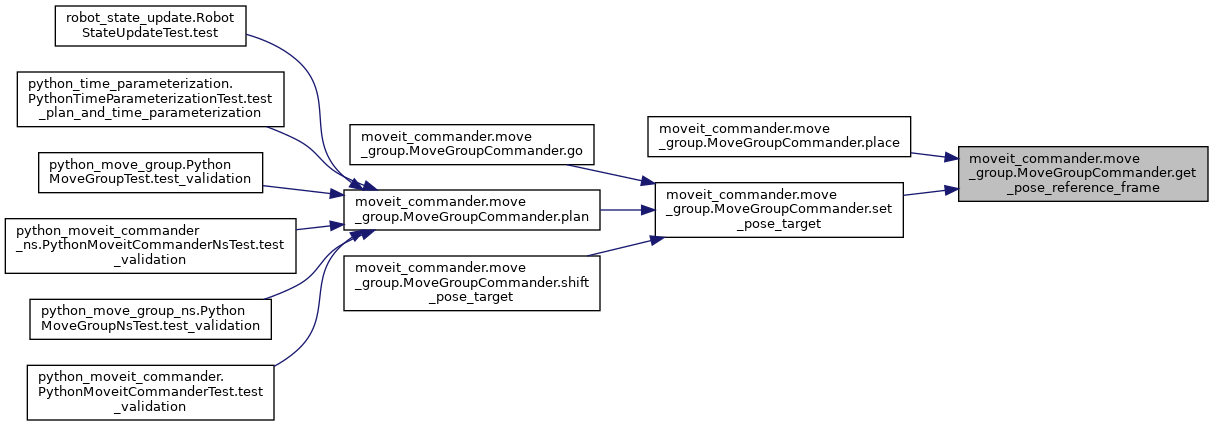 robot_state_update.Robot
StateUpdateTest.test
python_time_parameterization.
PythonTimeParameterizationTest.test
_plan_and_time_parameterization
python_move_group.Python
MoveGroupTest.test_validation
python_moveit_commander
_ns.PythonMoveitCommanderNsTest.test
_validation
python_move_group_ns.Python
MoveGroupNsTest.test_validation
python_moveit_commander.
PythonMoveitCommanderTest.test
_validation
moveit_commander.move
_group.MoveGroupCommander.go
moveit_commander.move
_group.MoveGroupCommander.plan
moveit_commander.move
_group.MoveGroupCommander.shift
_pose_target
moveit_commander.move
_group.MoveGroupCommander.place
moveit_commander.move
_group.MoveGroupCommander.set
_pose_target
moveit_commander.move
_group.MoveGroupCommander.get
_pose_reference_frame